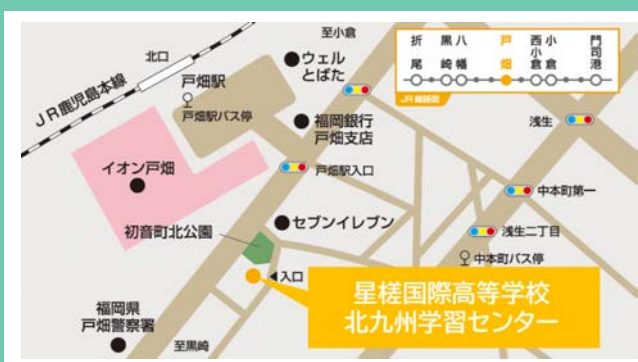 至小倉
北口
JR鹿児島本線
戸畑駅
戸畑駅バス停
ウェル
とばた
福岡銀行
戸畑支店
折尾
黒崎
八幡
戸畑
西小倉
小倉
門司港
JR線路図
浅生
イオン戸畑
戸畑駅入口
中本町第一
初音町北公園
セブンイレブン
浅生二丁目
中本町バス停
入口
星槎国際高等学校
北九州学習センター
福岡県
戸畑警察署
至黒崎